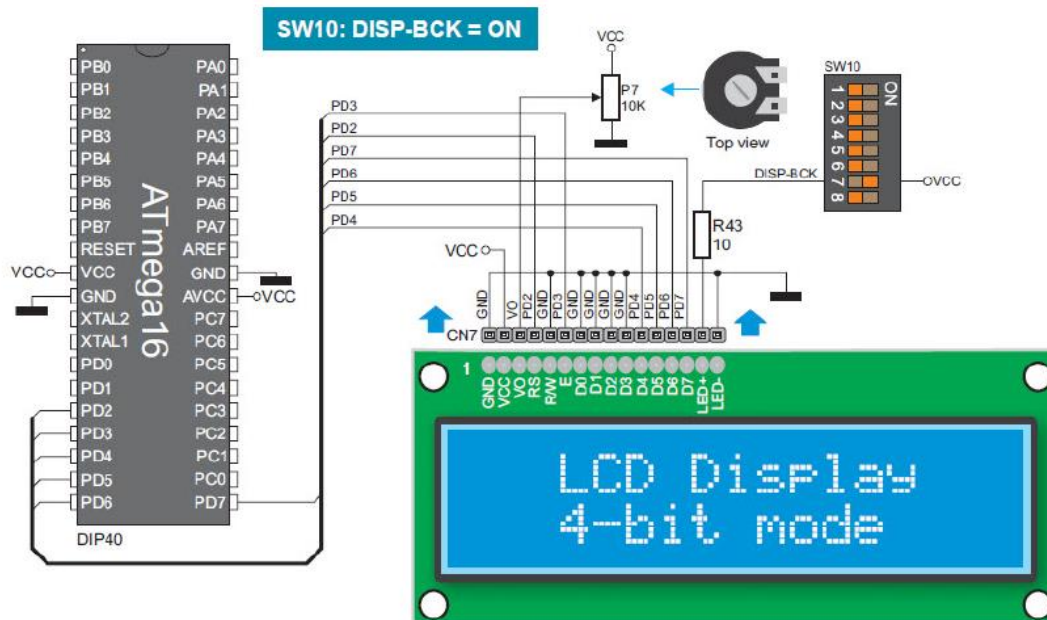 SW10: DISP-BCK = ON
VCC
P7
10K
Top view
SW10
ON
1
2
3
4
5
6
7
8
DISP-BCK
VCC
R43
10
PD3
PD2
PD7
PD6
PD5
PD4
PB0 PA0
PB1 PA1
PB2 PA2
PB3 PA3
PB4 PA4
PB5 PA5
PB6 PA6
PB7 PA7
RESET AREF
VCC VCC GND
GND AVCC VCC
XTAL2 PC7
XTAL1 PC6
PD0 PC5
PD1 PC4
PD2 PC3
PD3 PC2
PD4 PC1
PD5 PC0
PD6 PD7
ATmega16
DIP40
VCC
GND VO PD2 GND PD3 GND GND GND GND PD4 PD5 PD6 PD7
CN7
1
GND VCC VO RS R/W E D0 D1 D2 D3 D4 D5 D6 D7 LED+ LED-
LCD Display
4-bit mode